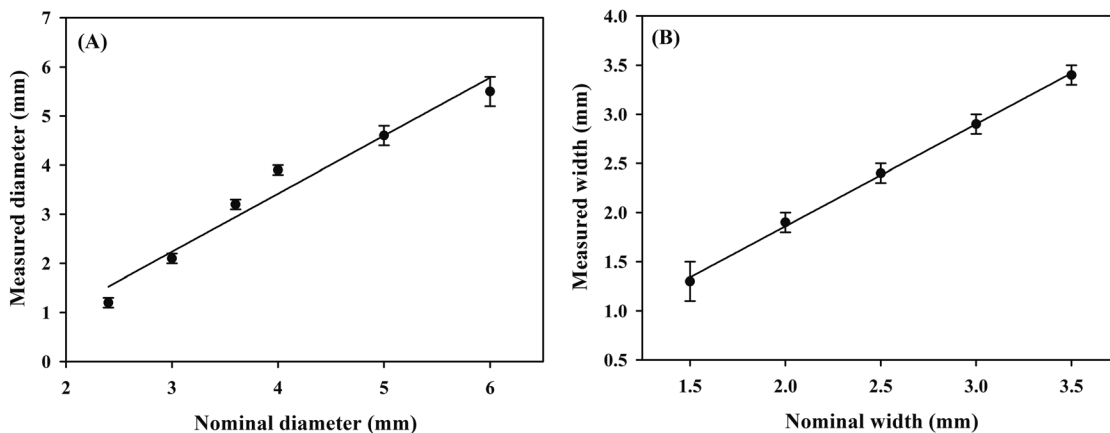 (A)
Measured diameter (mm)
7
6
5
4
3
2
1
0
2 3 4 5 6
Nominal diameter (mm)
(B)
Measured width (mm)
4.0
3.5
3.0
2.5
2.0
1.5
1.0
0.5
1.5 2.0 2.5 3.0 3.5
Nominal width (mm)